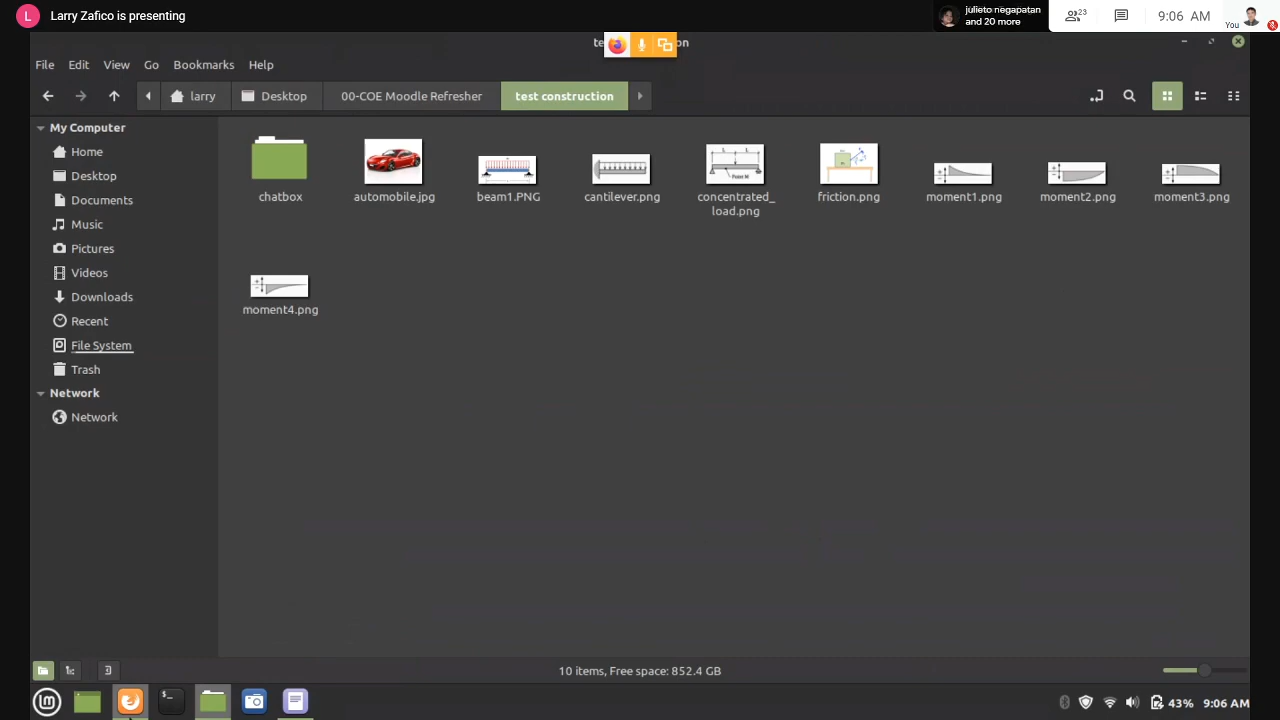 L Larry Zafico is presenting
julieto negapatan
and 20 more
23
9:06 AM
You
File Edit View Go Bookmarks Help
larry Desktop 00-COE Moodle Refresher test construction
My Computer
Home
Desktop
Documents
Music
Pictures
Videos
Downloads
Recent
File System
Trash
Network
Network
chatbox automobile.jpg beam1.PNG cantilever.png concentrated_
load.png friction.png moment1.png moment2.png moment3.png
moment4.png
10 items, Free space: 852.4 GB
43% 9:06 AM